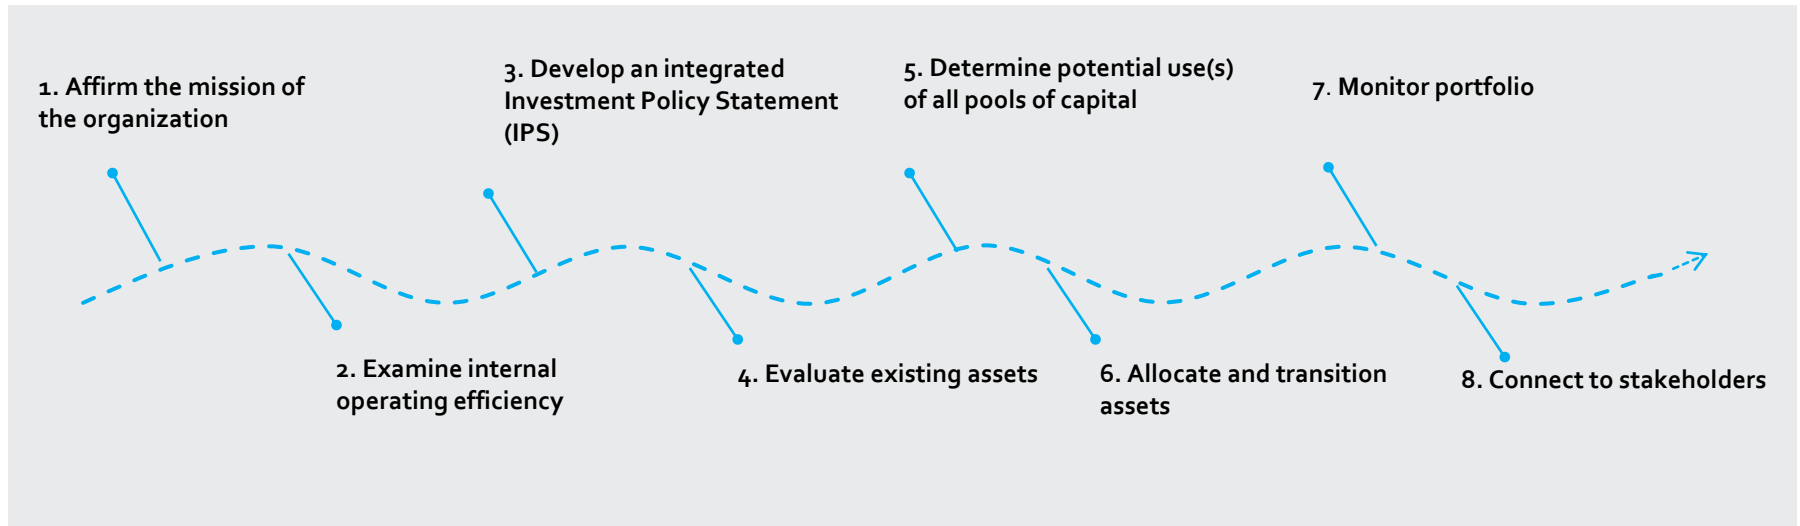 1. Affirm the mission of
the organization
2. Examine internal
operating efficiency
3. Develop an integrated
Investment Policy Statement
(IPS)
4. Evaluate existing assets
5. Determine potential use(s)
of all pools of capital
6. Allocate and transition
assets
7. Monitor portfolio
8. Connect to stakeholders